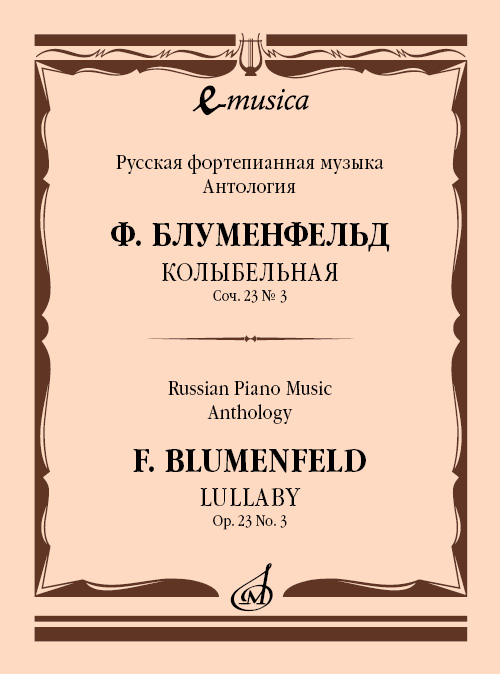 e-musica
Русская фортепианная музыка
Антология
Ф. БЛУМЕНФЕЛЬД
КОЛЫБЕЛЬНАЯ
Соч. 23 № 3
Russian Piano Music
Anthology
F. BLUMENFELD
LULLABY
Op. 23 No. 3